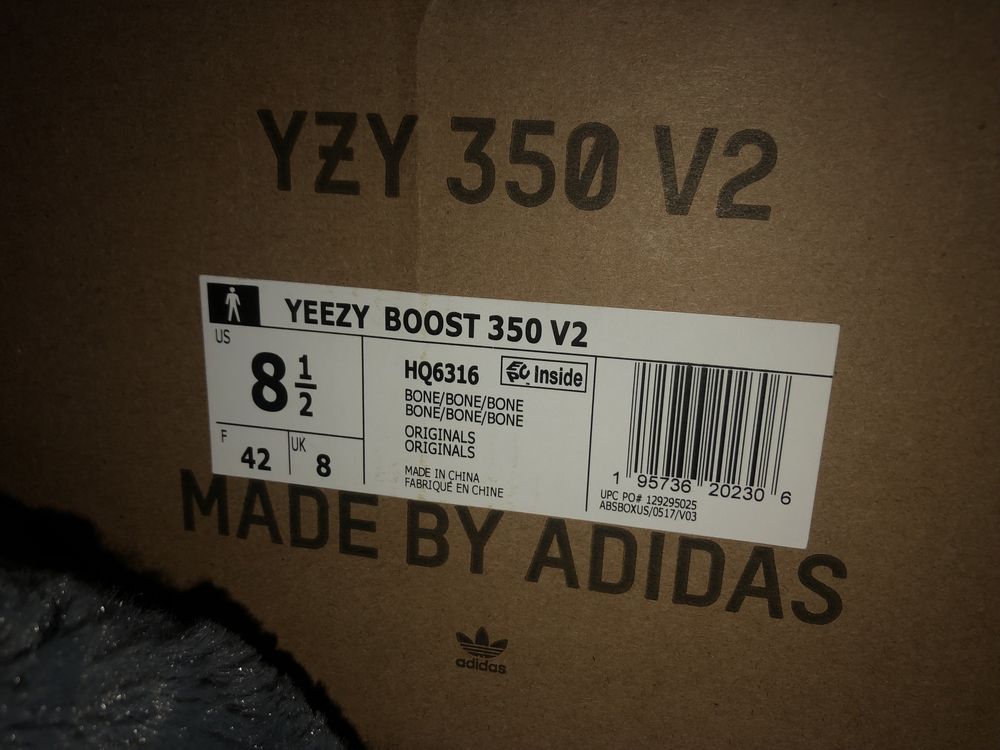 YZY 350 V2
YEEZY BOOST 350 V2
US
8 1/2
F
42
UK
8
HQ6316
EPC Inside
BONE/BONE/BONE
BONE/BONE/BONE
ORIGINALS
ORIGINALS
MADE IN CHINA
FABRIQUÉ EN CHINE
1 95736 20230 6
UPC PO# 129295025
ABSBOXUS/0517/V03
MADE BY ADIDAS
adidas